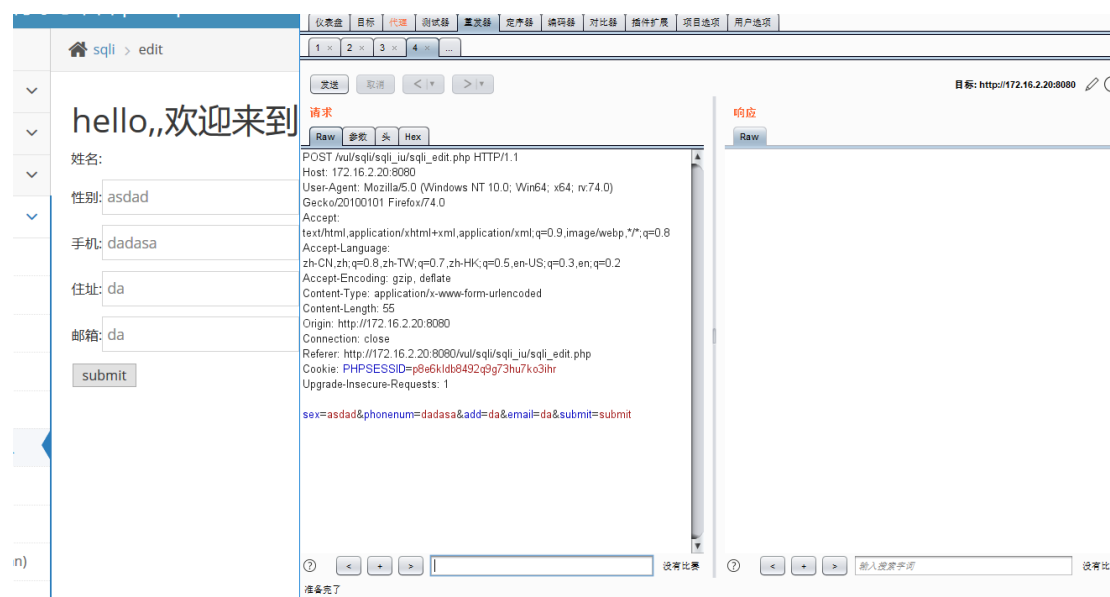 仪表盘 目标 代理 测试器 重发器 定序器 编码器 对比器 插件扩展 项目选项 用户选项
sqli > edit
1 × 2 × 3 × 4 × ...
发送 取消 < >
目标: http://172.16.2.20:8080
hello,,欢迎来到
请求
响应
Raw 参数 头 Hex
Raw
姓名:
性别: asdad
手机: dadasa
住址: da
邮箱: da
submit
POST /vul/sqli/sqli_iu/sqli_edit.php HTTP/1.1
Host: 172.16.2.20:8080
User-Agent: Mozilla/5.0 (Windows NT 10.0; Win64; x64; rv:74.0)
Gecko/20100101 Firefox/74.0
Accept:
text/html,application/xhtml+xml,application/xml;q=0.9,image/webp,*/*;q=0.8
Accept-Language:
zh-CN,zh;q=0.8,zh-TW;q=0.7,zh-HK;q=0.5,en-US;q=0.3,en;q=0.2
Accept-Encoding: gzip, deflate
Content-Type: application/x-www-form-urlencoded
Content-Length: 55
Origin: http://172.16.2.20:8080
Connection: close
Referer: http://172.16.2.20:8080/vul/sqli/sqli_iu/sqli_edit.php
Cookie: PHPSESSID=p8e6kldb8492q9g73hu7ko3ihr
Upgrade-Insecure-Requests: 1
sex=asdad&phonenum=dadasa&add=da&email=da&submit=submit
an)
? < + > 没有比赛
? < + > 输入搜索字词 没有比
准备完了